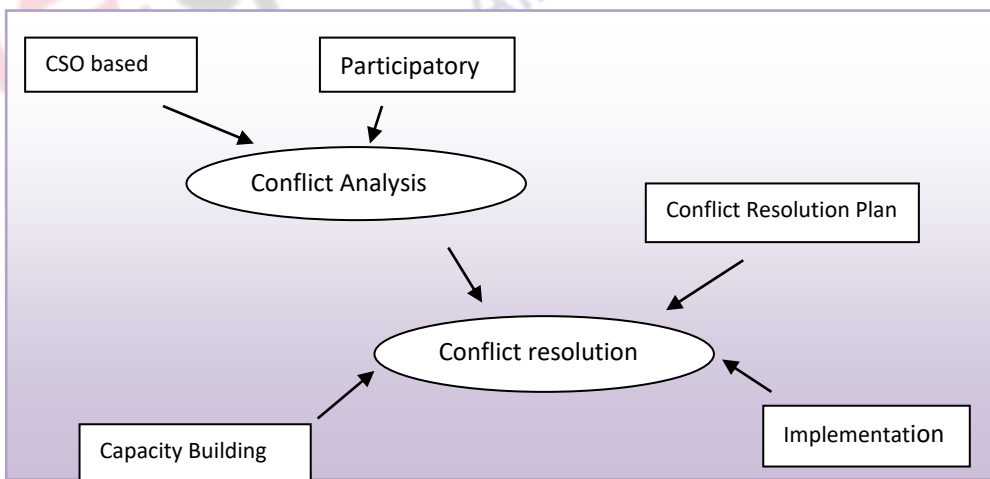 CSO based
Participatory
Conflict Analysis
Conflict Resolution Plan
Conflict resolution
Capacity Building
Implementation